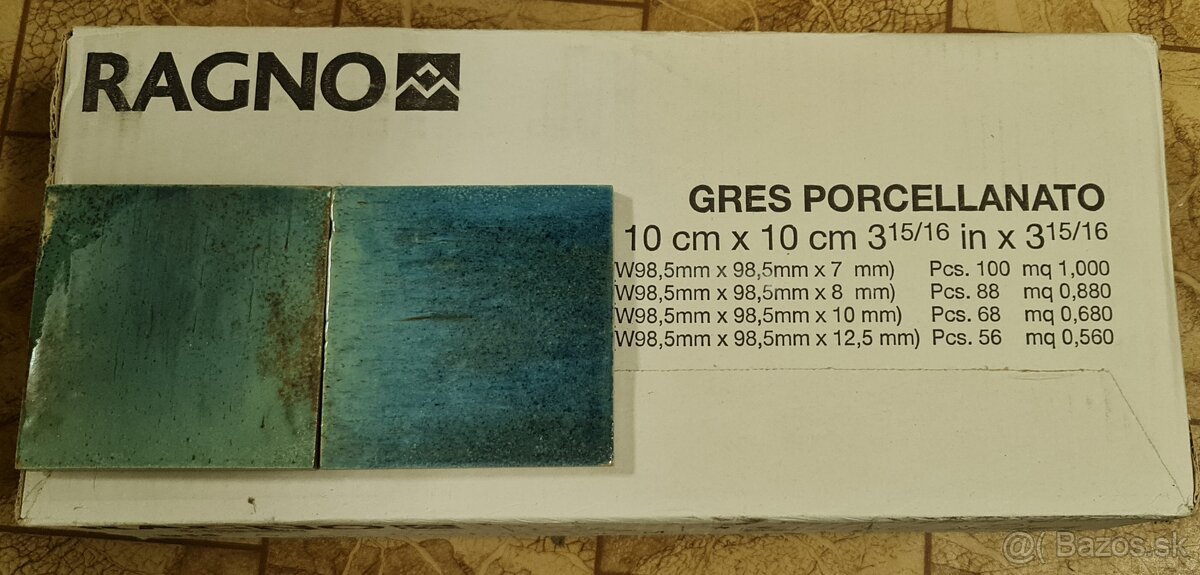 RAGNO
GRES PORCELLANATO
10 cm x 10 cm 3 15/16 in x 3 15/16
W98,5mm x 98,5mm x 7 mm) Pcs. 100 mq 1,000
W98,5mm x 98,5mm x 8 mm) Pcs. 88 mq 0,880
W98,5mm x 98,5mm x 10 mm) Pcs. 68 mq 0,680
W98,5mm x 98,5mm x 12,5 mm) Pcs. 56 mq 0,560
@( Bazos.sk